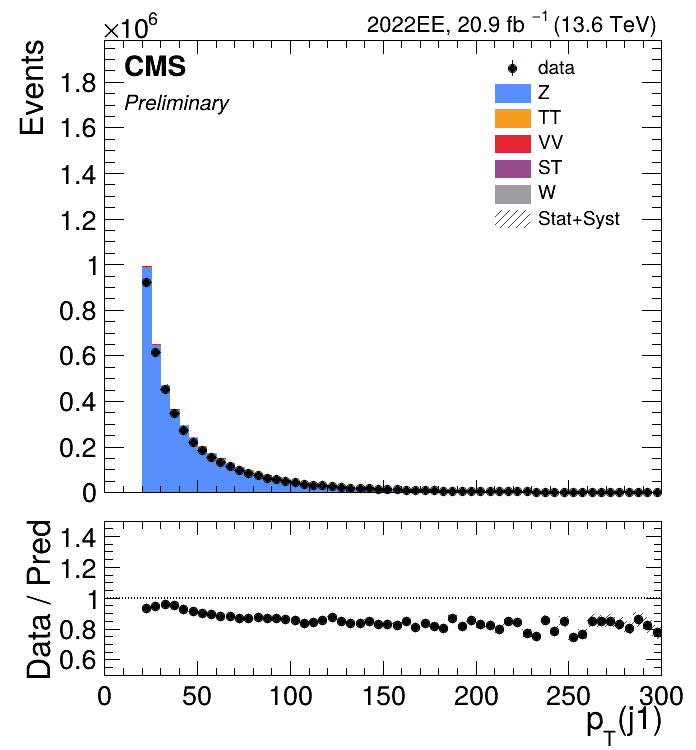 ×10^6
2022EE, 20.9 fb ^-1 (13.6 TeV)
CMS
Preliminary
Events
1.8
1.6
1.4
1.2
1
0.8
0.6
0.4
0.2
0
data
Z
TT
VV
ST
W
Stat+Syst
Data / Pred
1.4
1.2
1
0.8
0.6
0 50 100 150 200 250 300
p_T(j1)